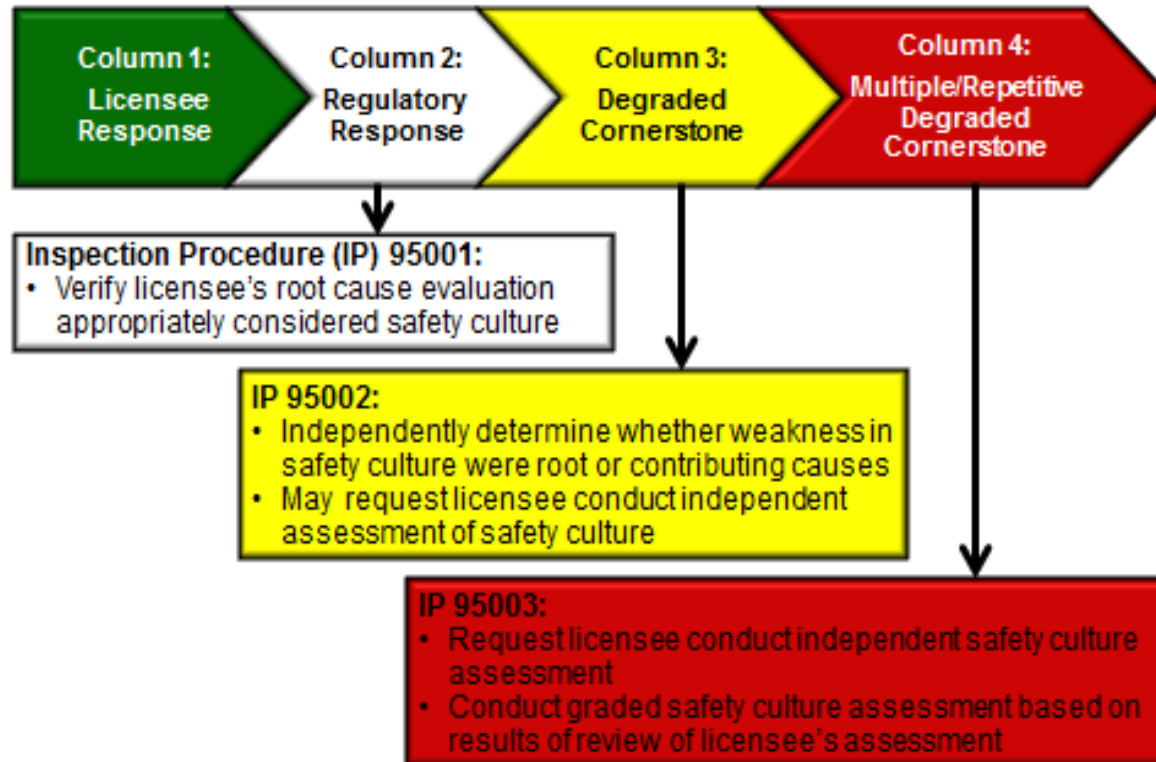 Column 1:
Licensee
Response
Column 2:
Regulatory
Response
Column 3:
Degraded
Cornerstone
Column 4:
Multiple/Repetitive
Degraded
Cornerstone
Inspection Procedure (IP) 95001:
• Verify licensee's root cause evaluation
appropriately considered safety culture
IP 95002:
• Independently determine whether weakness in
safety culture were root or contributing causes
• May request licensee conduct independent
assessment of safety culture
IP 95003:
• Request licensee conduct independent safety culture
assessment
• Conduct graded safety culture assessment based on
results of review of licensee's assessment